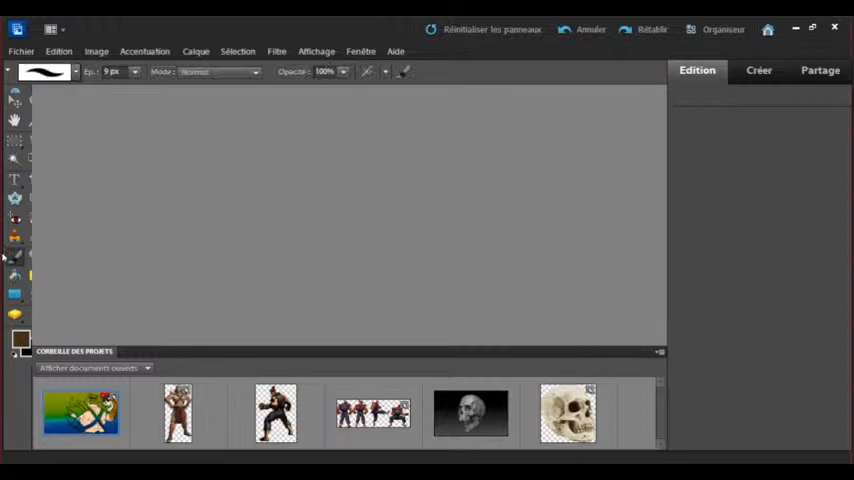 Réinitialiser les panneaux Annuler Rétablir Organiseur
Fichier Edition Image Accentuation Calque Sélection Filtre Affichage Fenêtre Aide
Ep.: 9 px Mode: Normal Opacité: 100% Edition Créer Partage
CORBEILLE DES PROJETS
Afficher documents ouverts